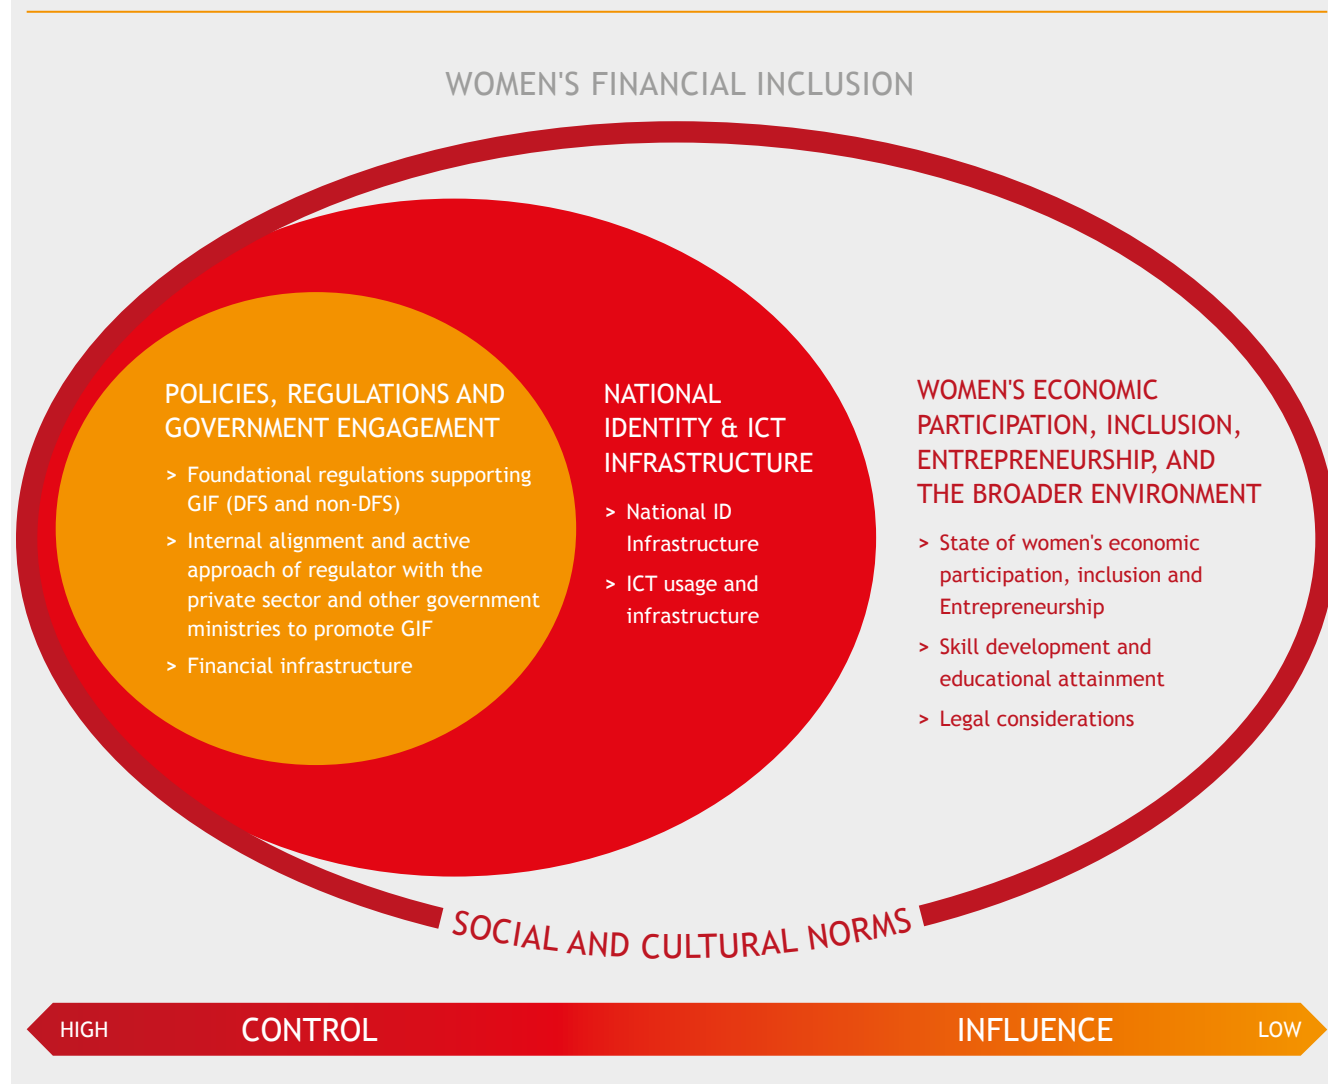 WOMEN'S FINANCIAL INCLUSION
POLICIES, REGULATIONS AND
GOVERNMENT ENGAGEMENT
> Foundational regulations supporting
GIF (DFS and non-DFS)
> Internal alignment and active
approach of regulator with the
private sector and other government
ministries to promote GIF
> Financial infrastructure
NATIONAL
IDENTITY & ICT
INFRASTRUCTURE
> National ID
Infrastructure
> ICT usage and
infrastructure
WOMEN'S ECONOMIC
PARTICIPATION, INCLUSION,
ENTREPRENEURSHIP, AND
THE BROADER ENVIRONMENT
> State of women's economic
participation, inclusion and
Entrepreneurship
> Skill development and
educational attainment
> Legal considerations
SOCIAL AND CULTURAL NORMS
HIGH CONTROL INFLUENCE LOW